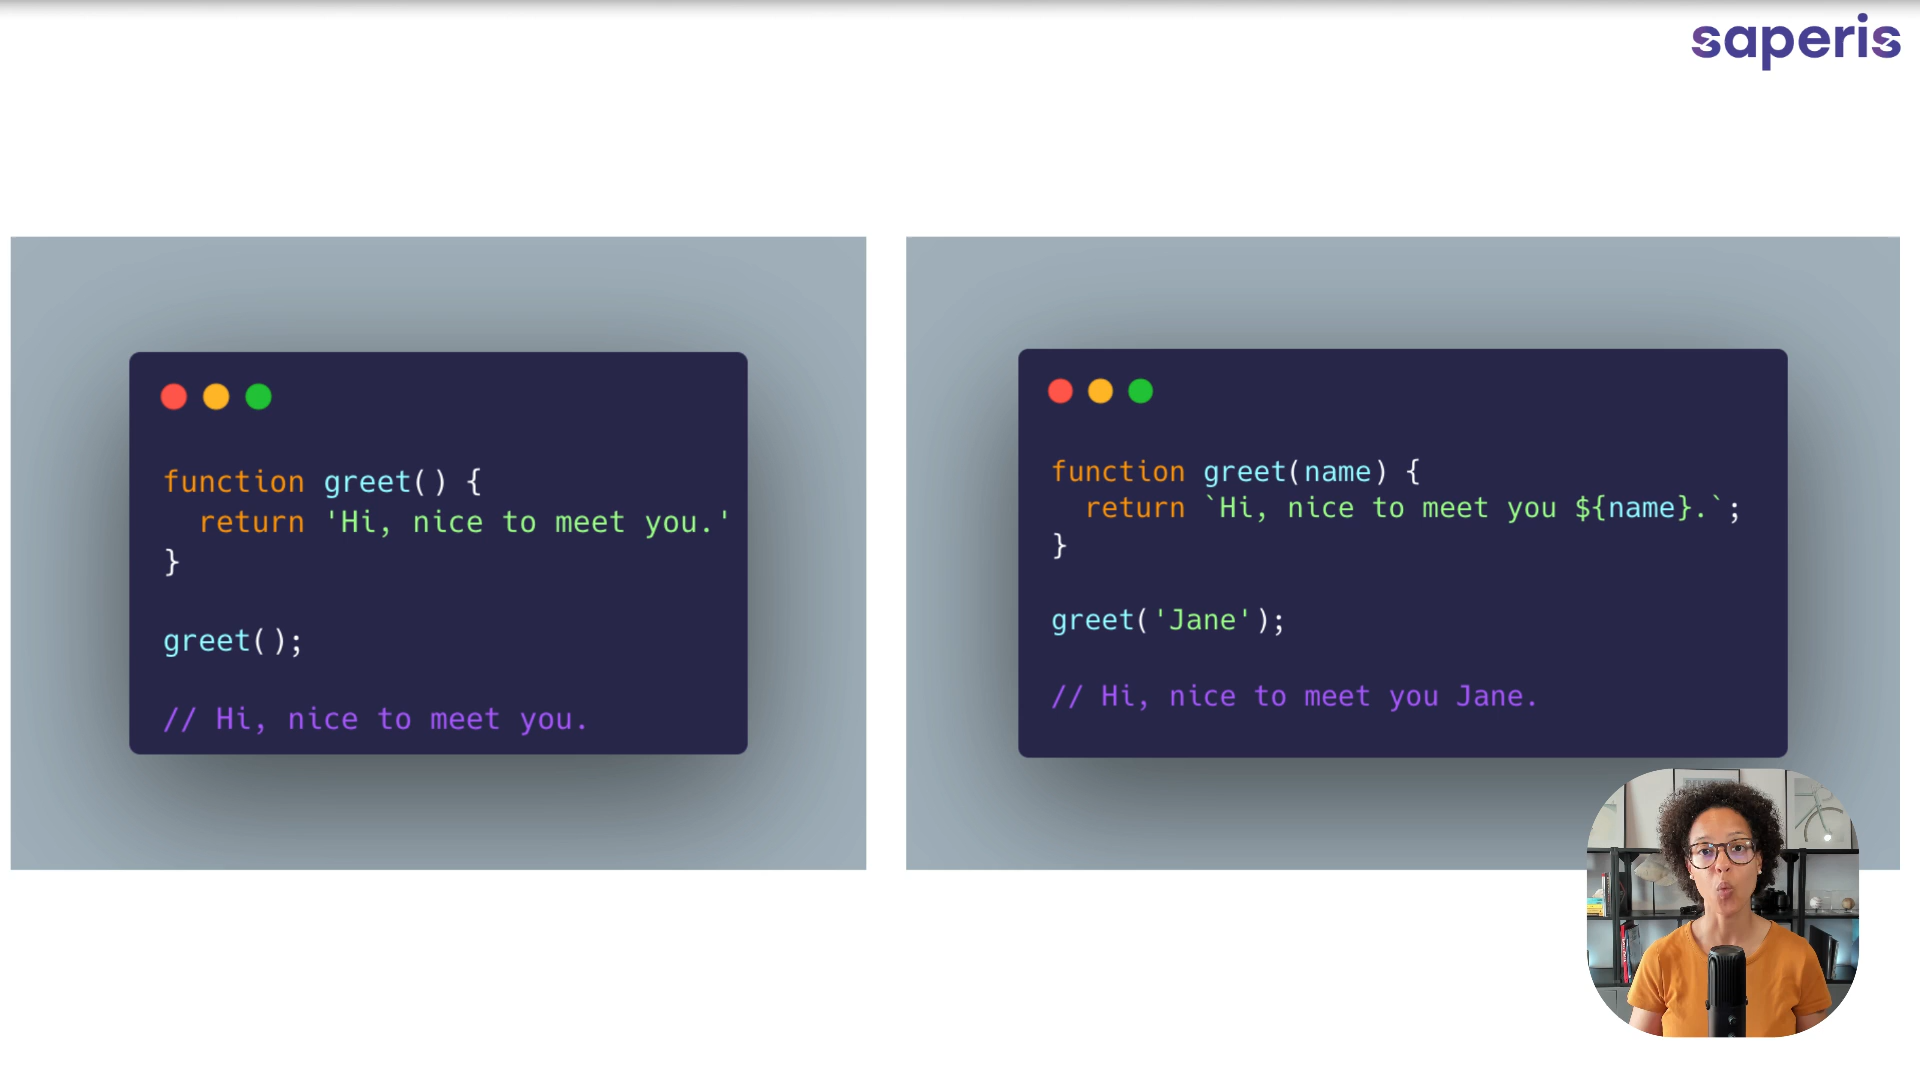 saperis
function greet() {
  return 'Hi, nice to meet you.'
}
greet();
// Hi, nice to meet you.
function greet(name) {
  return `Hi, nice to meet you ${name}.`;
}
greet('Jane');
// Hi, nice to meet you Jane.